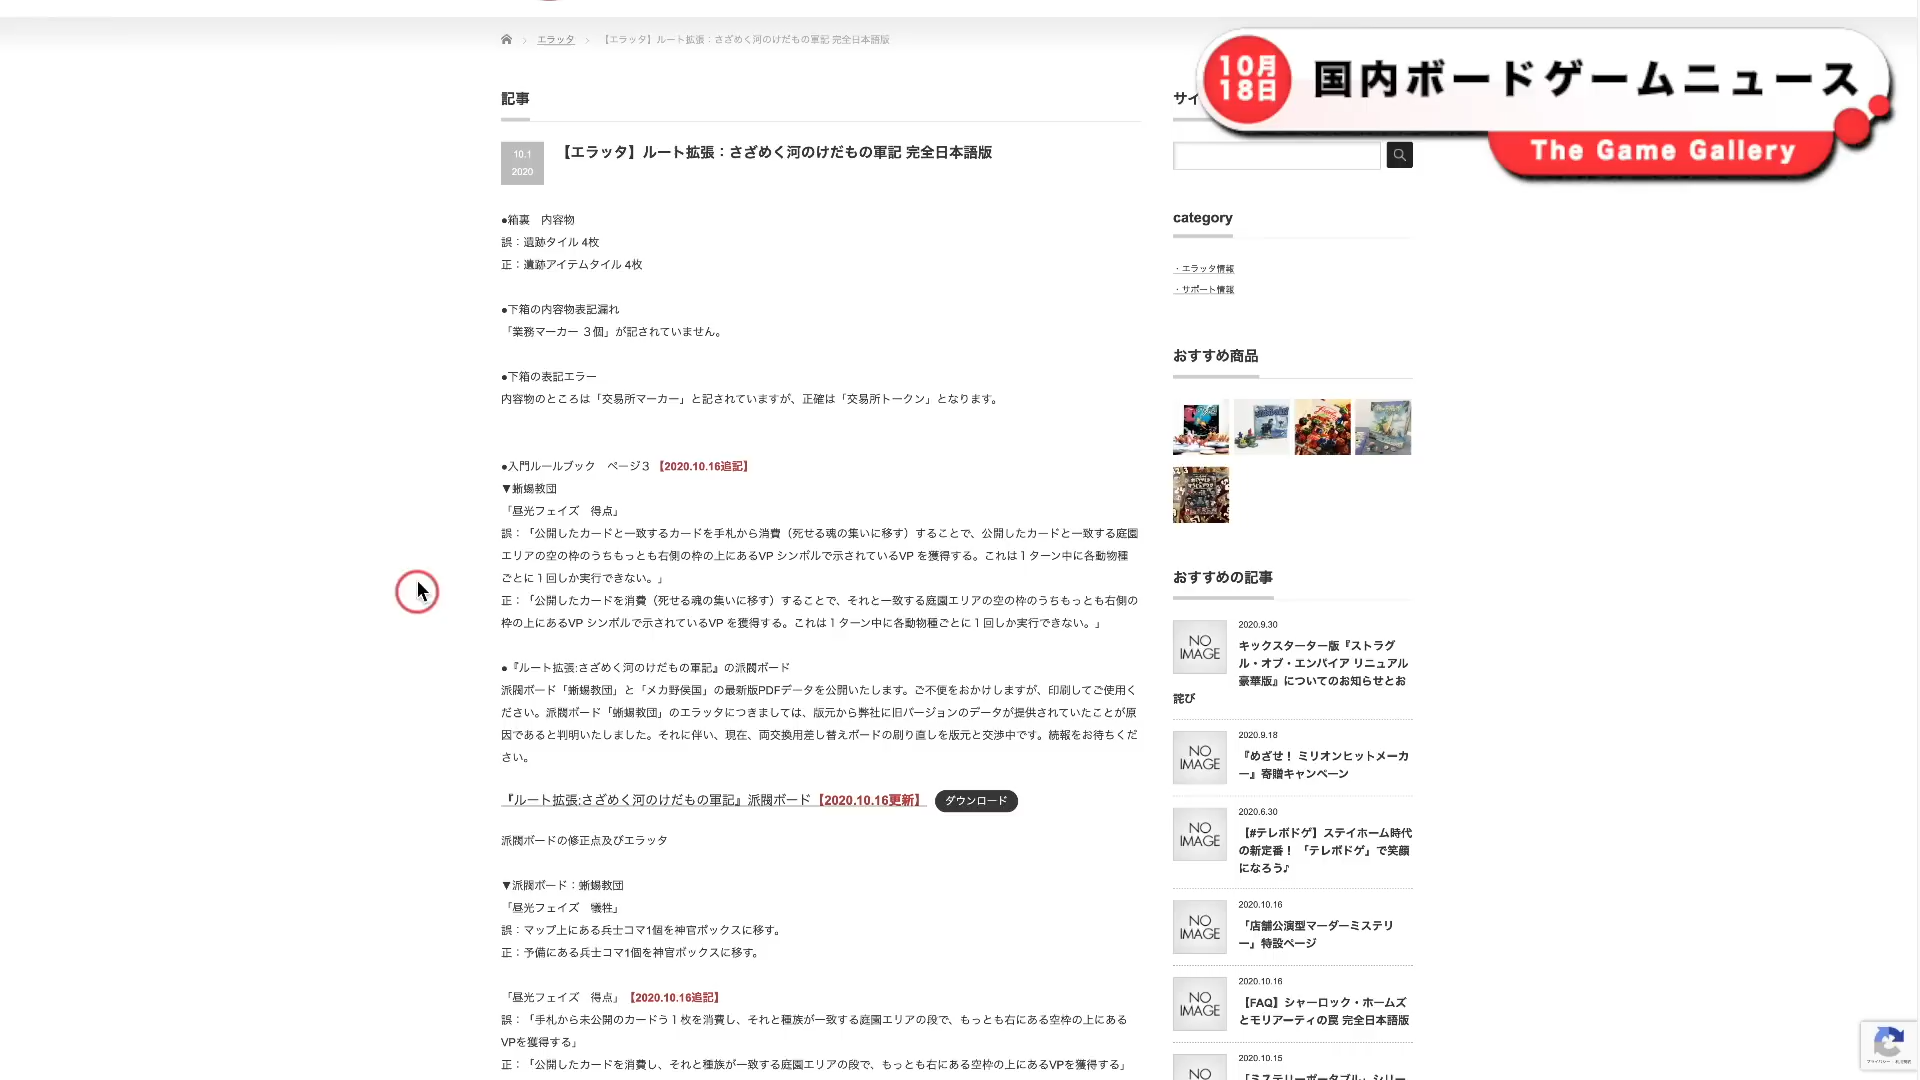 エラッタ
【エラッタ】ルート拡張：さざめく河のけだもの軍記 完全日本語版
10月
18日
国内ボードゲームニュース
The Game Gallery
記事
10.1
2020
【エラッタ】ルート拡張：さざめく河のけだもの軍記 完全日本語版
●箱裏　内容物
誤：遺跡タイル 4枚
正：遺跡アイテムタイル 4枚
●下箱の内容物表記漏れ
「業務マーカー ３個」が記されていません。
●下箱の表記エラー
内容物のところは「交易所マーカー」と記されていますが、正確は「交易所トークン」となります。
●入門ルールブック　ページ３【2020.10.16追記】
▼蜥蜴教団
「昼光フェイズ　得点」
誤：「公開したカードと一致するカードを手札から消費（死せる魂の集いに移す）することで、公開したカードと一致する庭園
エリアの空の枠のうちもっとも右側の枠の上にあるVP シンボルで示されているVP を獲得する。これは１ターン中に各動物種
ごとに１回しか実行できない。」
正：「公開したカードを消費（死せる魂の集いに移す）することで、それと一致する庭園エリアの空の枠のうちもっとも右側の
枠の上にあるVP シンボルで示されているVP を獲得する。これは１ターン中に各動物種ごとに１回しか実行できない。」
●『ルート拡張:さざめく河のけだもの軍記』の派閥ボード
派閥ボード「蜥蜴教団」と「メカ野侯国」の最新版PDFデータを公開いたします。ご不便をおかけしますが、印刷してご使用く
ださい。派閥ボード「蜥蜴教団」のエラッタにつきましては、版元から弊社に旧バージョンのデータが提供されていたことが原
因であると判明いたしました。それに伴い、現在、両交換用差し替えボードの刷り直しを版元と交渉中です。続報をお待ちくだ
さい。
『ルート拡張:さざめく河のけだもの軍記』派閥ボード【2020.10.16更新】 ダウンロード
派閥ボードの修正点及びエラッタ
▼派閥ボード：蜥蜴教団
「昼光フェイズ　犠牲」
誤：マップ上にある兵士コマ1個を神官ボックスに移す。
正：予備にある兵士コマ1個を神官ボックスに移す。
「昼光フェイズ　得点」【2020.10.16追記】
誤：「手札から未公開のカードう１枚を消費し、それと種族が一致する庭園エリアの段で、もっとも右にある空枠の上にある
VPを獲得する」
正：「公開したカードを消費し、それと種族が一致する庭園エリアの段で、もっとも右にある空枠の上にあるVPを獲得する」
サイ
category
・エラッタ情報
・サポート情報
おすすめ商品
おすすめの記事
NO
IMAGE
2020.9.30
キックスターター版『ストラグ
ル・オブ・エンパイア リニュアル
豪華版』についてのお知らせとお
詫び
NO
IMAGE
2020.9.18
『めざせ！ ミリオンヒットメーカ
ー』寄贈キャンペーン
NO
IMAGE
2020.6.30
【#テレボドゲ】ステイホーム時代
の新定番！ 「テレボドゲ」で笑顔
になろう♪
NO
IMAGE
2020.10.16
「店舗公演型マーダーミステリ
ー」特設ページ
NO
IMAGE
2020.10.16
【FAQ】シャーロック・ホームズ
とモリアーティの罠 完全日本語版
NO
2020.10.15
「ミステリーポータブル」シリー